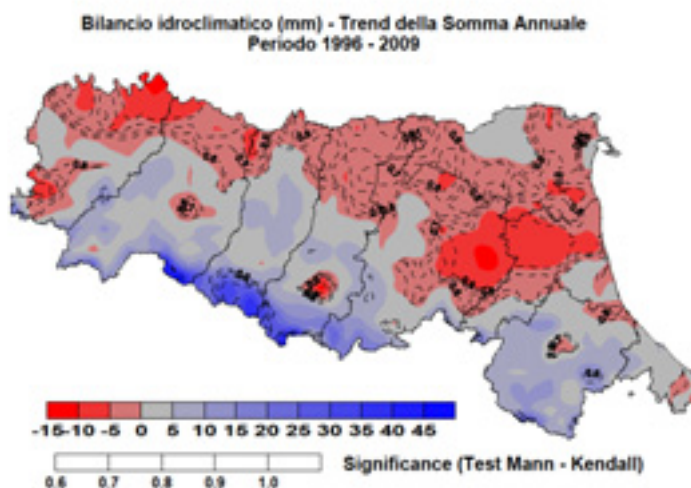 Bilancio idroclimatico (mm) - Trend della Somma Annuale
Periodo 1996 - 2009
-15 -10 -5 0 5 10 15 20 25 30 35 40 45
Significance (Test Mann - Kendall)
0.6 0.7 0.8 0.9 1.0